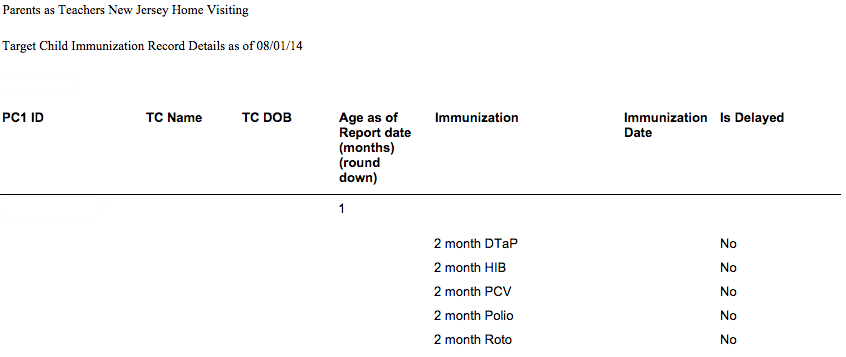 Parents as Teachers New Jersey Home Visiting
Target Child Immunization Record Details as of 08/01/14
PC1 ID TC Name TC DOB Age as of Report date (months) (round down) Immunization Immunization Date Is Delayed
1
2 month DTaP No
2 month HIB No
2 month PCV No
2 month Polio No
2 month Roto No